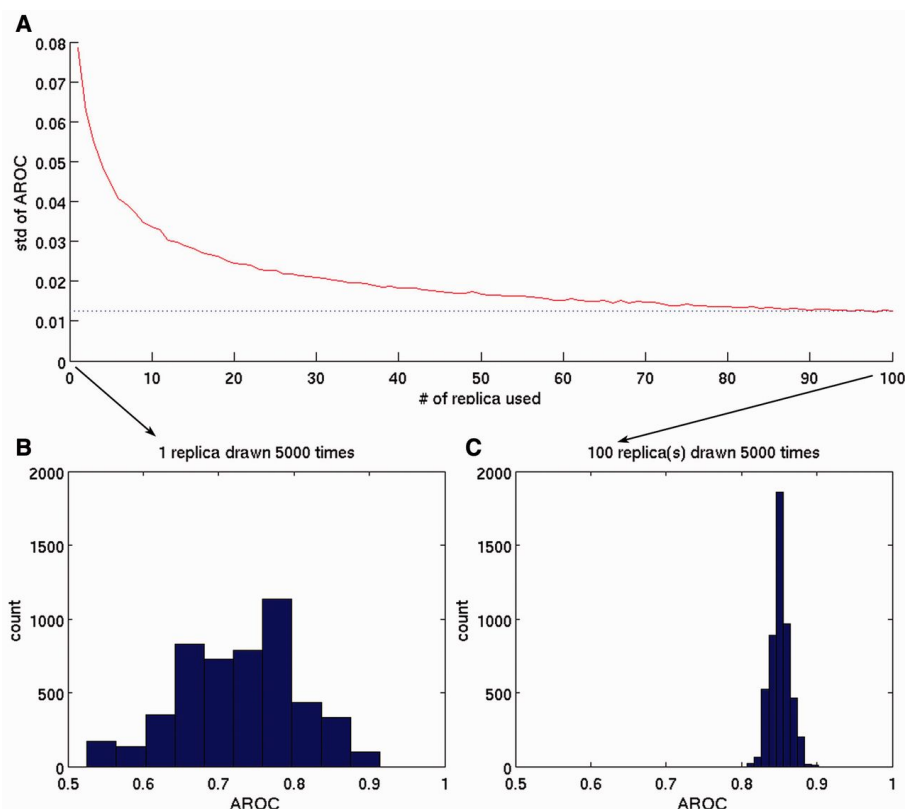 A
0.08
0.07
0.06
0.05
0.04
0.03
0.02
0.01
0
std of AROC
0 10 20 30 40 50 60 70 80 90 100
# of replica used
B
1 replica drawn 5000 times
2000
1500
1000
500
0
count
0.5 0.6 0.7 0.8 0.9 1
AROC
C
100 replica(s) drawn 5000 times
2000
1500
1000
500
0
count
0.5 0.6 0.7 0.8 0.9 1
AROC